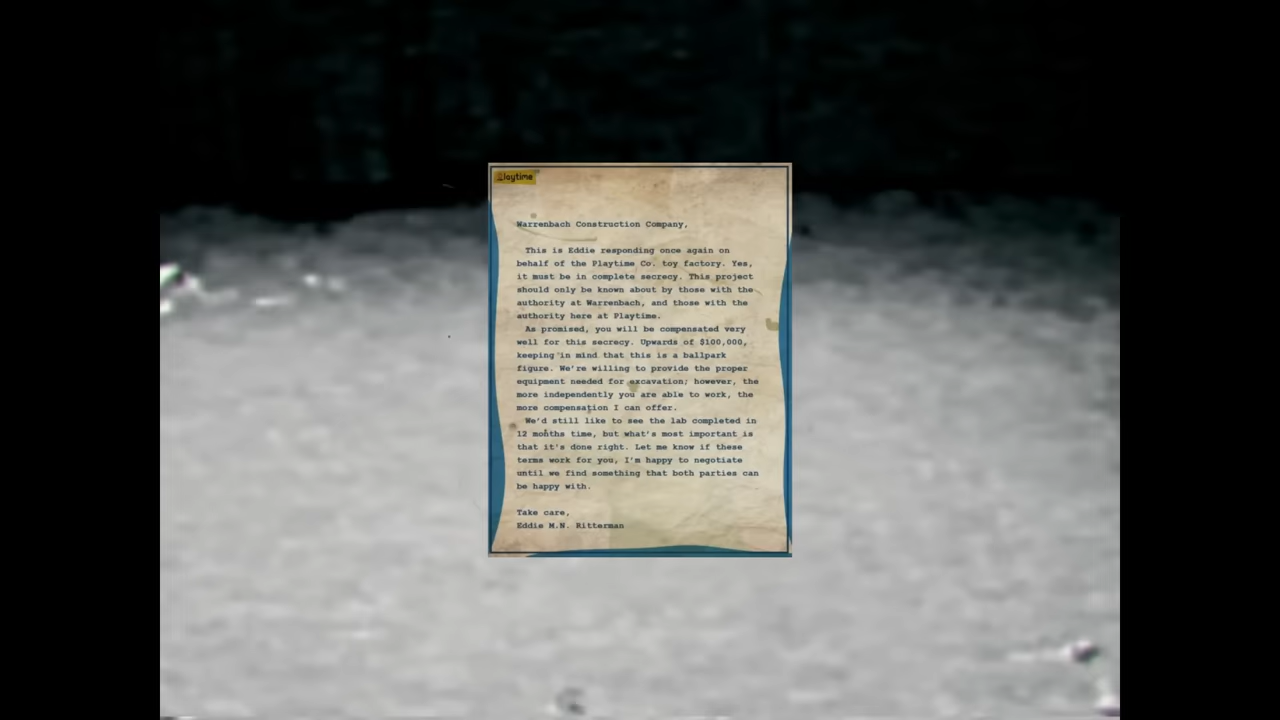 Playtime
Warrenbach Construction Company,
This is Eddie responding once again on
behalf of the Playtime Co. toy factory. Yes,
it must be in complete secrecy. This project
should only be known about by those with the
authority at Warrenbach, and those with the
authority here at Playtime.
As promised, you will be compensated very
well for this secrecy. Upwards of $100,000,
keeping in mind that this is a ballpark
figure. We're willing to provide the proper
equipment needed for excavation; however, the
more independently you are able to work, the
more compensation I can offer.
We'd still like to see the lab completed in
12 months time, but what's most important is
that it's done right. Let me know if these
terms work for you, I'm happy to negotiate
until we find something that both parties can
be happy with.
Take care,
Eddie M.N. Ritterman